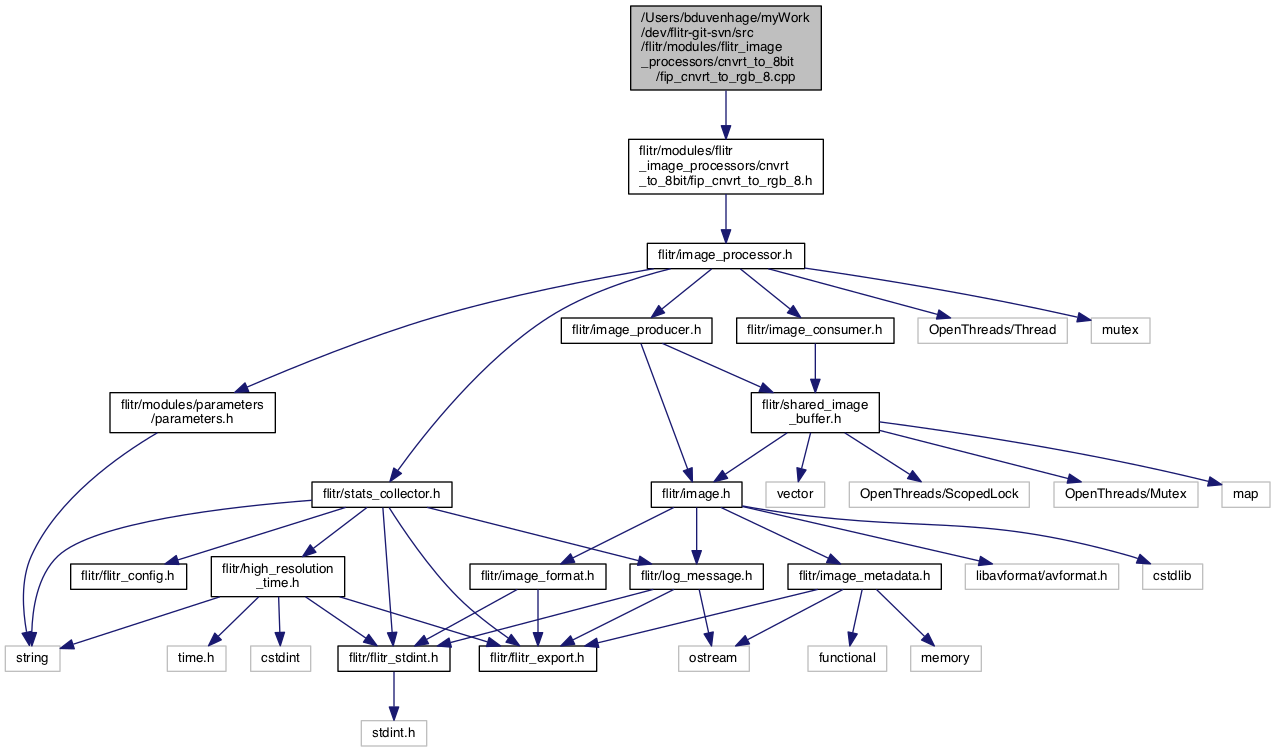 /Users/bduvenhage/myWork
/dev/flitr-git-svn/src
/flitr/modules/flitr_image
_processors/cnvrt_to_8bit
/fip_cnvrt_to_rgb_8.cpp
flitr/modules/flitr
_image_processors/cnvrt
_to_8bit/fip_cnvrt_to_rgb_8.h
flitr/image_processor.h
flitr/image_producer.h
flitr/image_consumer.h
OpenThreads/Thread
mutex
flitr/modules/parameters
/parameters.h
flitr/shared_image
_buffer.h
flitr/stats_collector.h
flitr/image.h
vector
OpenThreads/ScopedLock
OpenThreads/Mutex
map
flitr/flitr_config.h
flitr/high_resolution
_time.h
flitr/image_format.h
flitr/log_message.h
flitr/image_metadata.h
libavformat/avformat.h
cstdlib
string
time.h
cstdint
flitr/flitr_stdint.h
flitr/flitr_export.h
ostream
functional
memory
stdint.h